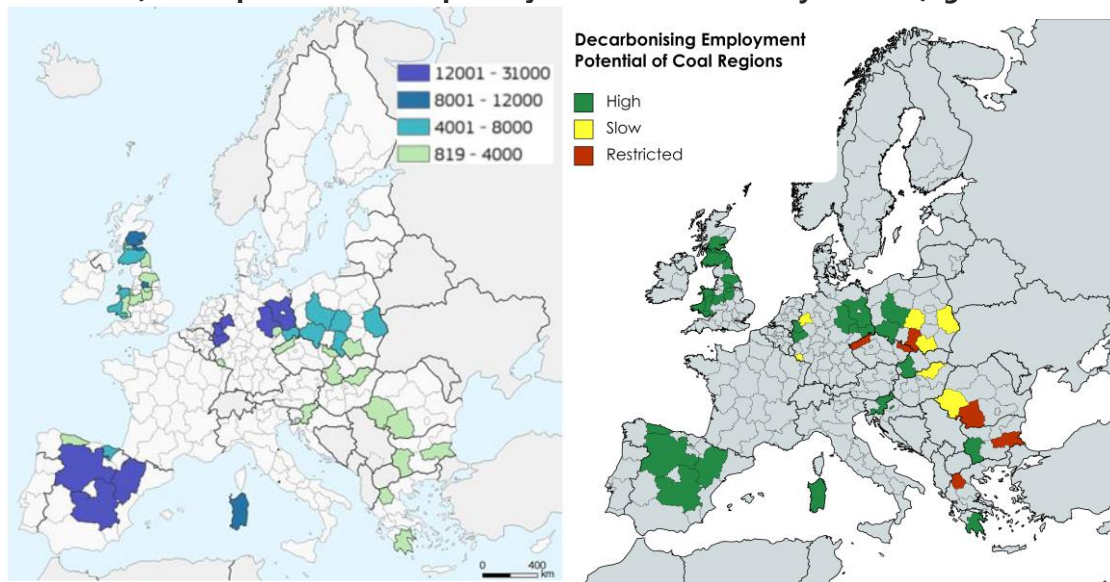 12001 - 31000
8001 - 12000
4001 - 8000
819 - 4000
0 400
km
Decarbonising Employment
Potential of Coal Regions
High
Slow
Restricted